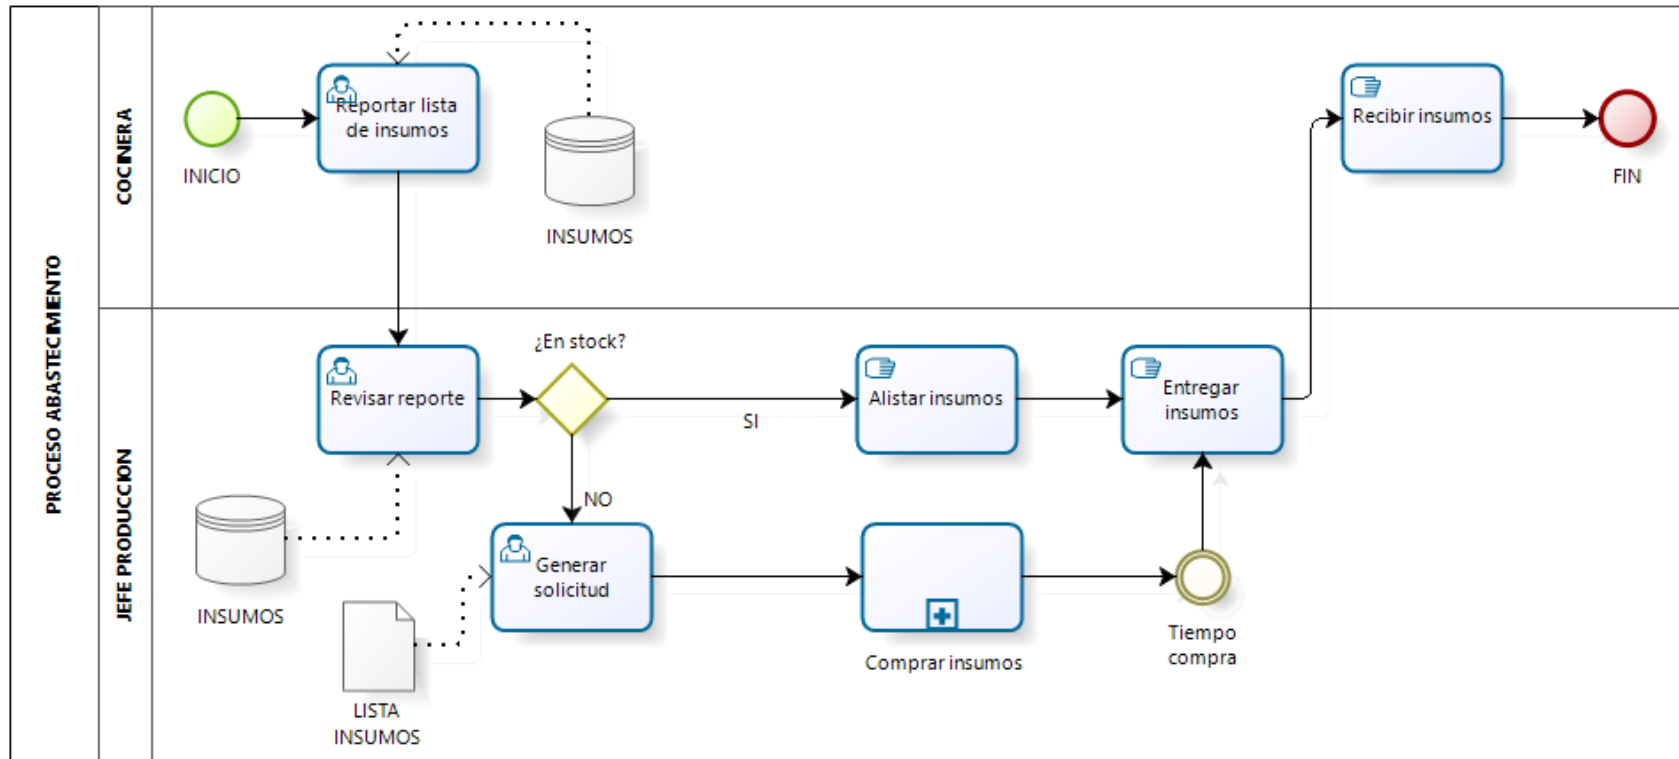 PROCESO ABASTECIMIENTO
COCINERA
INICIO
Reportar lista
de insumos
INSUMOS
Recibir insumos
FIN
JEFE PRODUCCION
Revisar reporte
¿En stock?
SI
NO
Alistar insumos
Entregar
insumos
INSUMOS
LISTA
INSUMOS
Generar
solicitud
Comprar insumos
Tiempo
compra